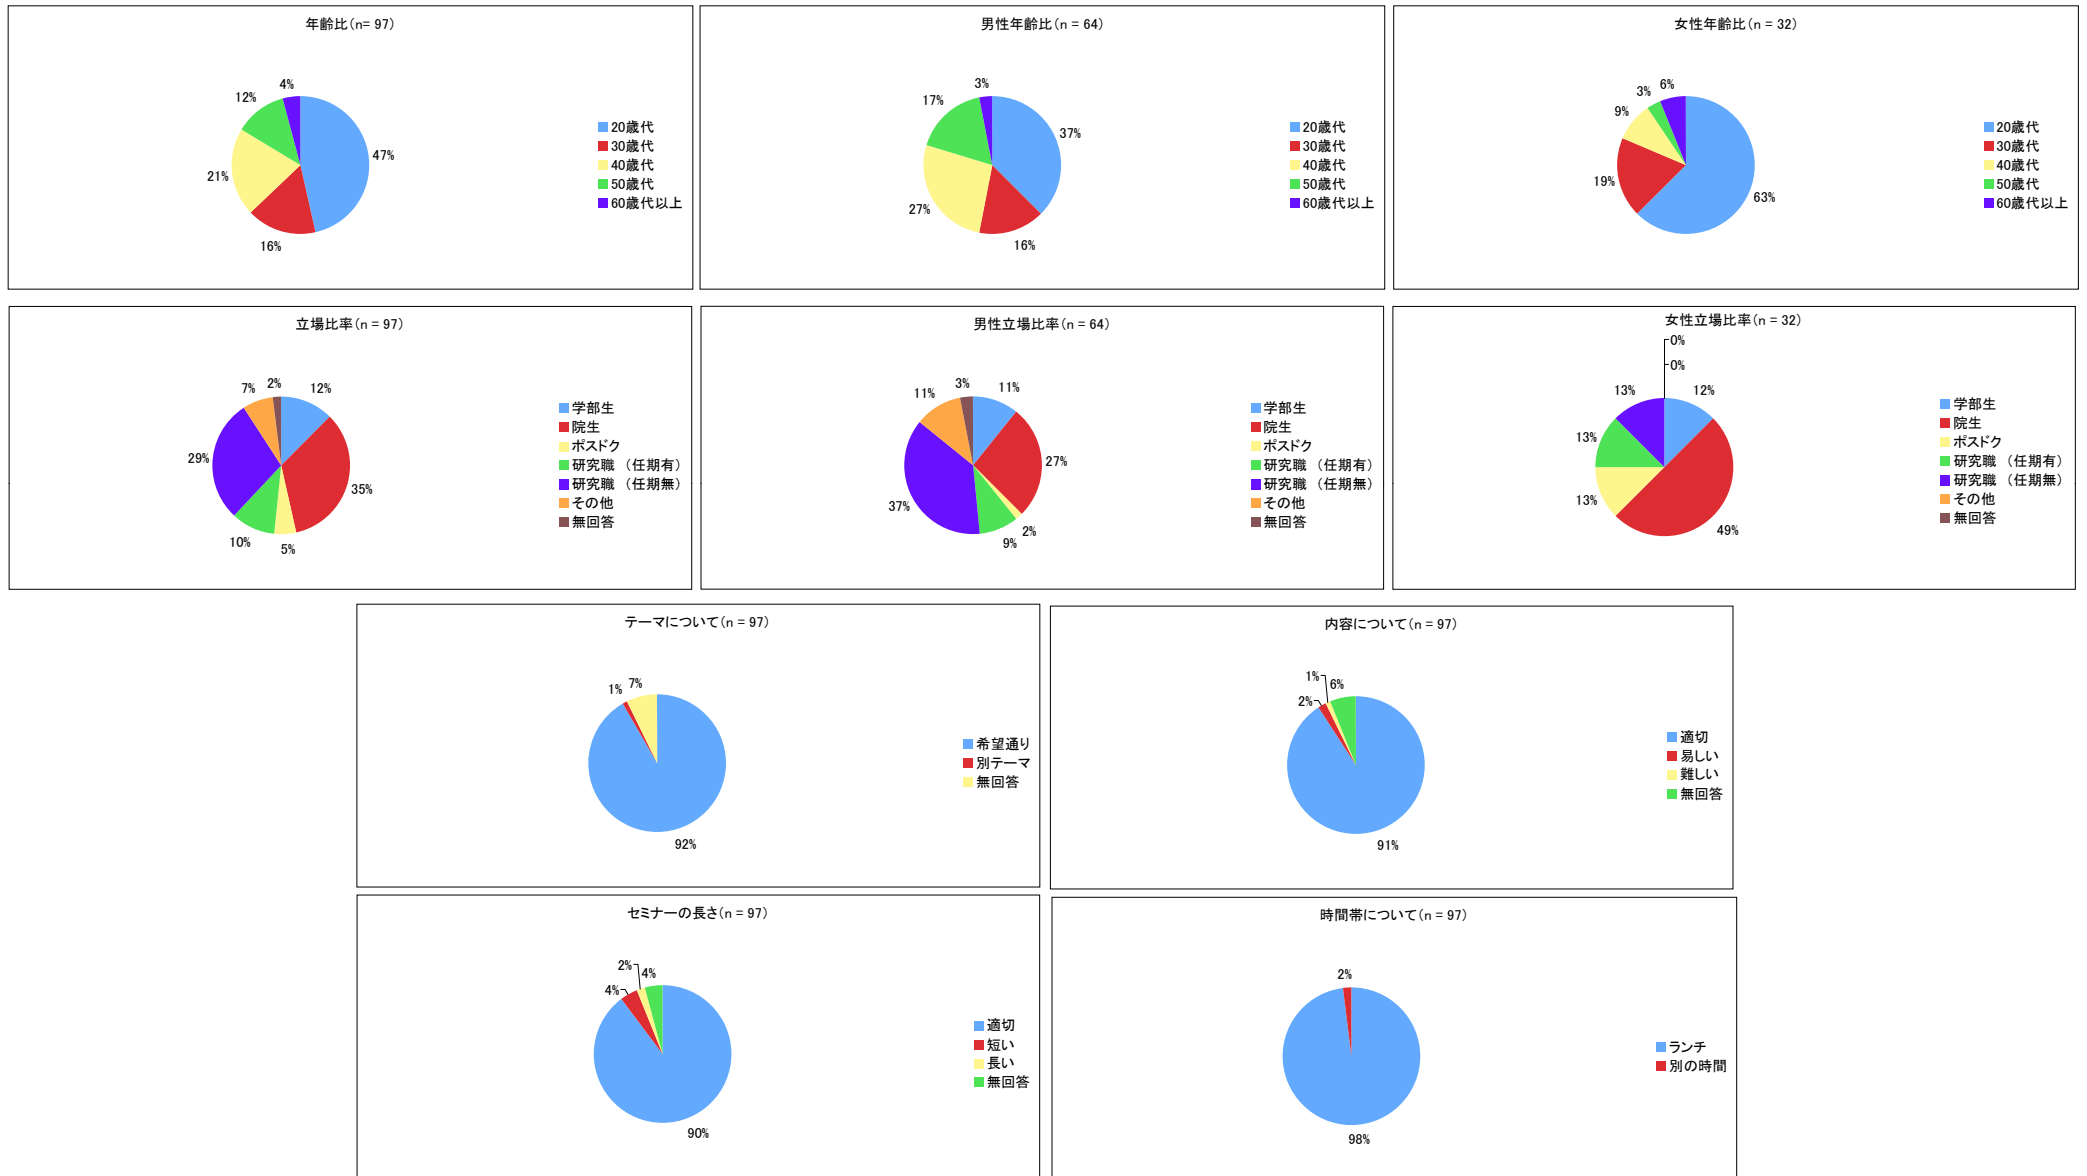 年齢比(n= 97)
4%
12%
47%
21%
16%
20歳代
30歳代
40歳代
50歳代
60歳代以上
男性年齢比(n = 64)
3%
17%
37%
27%
16%
20歳代
30歳代
40歳代
50歳代
60歳代以上
女性年齢比(n = 32)
6%
3%
9%
19%
63%
20歳代
30歳代
40歳代
50歳代
60歳代以上
立場比率(n = 97)
7%
2%
12%
29%
35%
10%
5%
学部生
院生
ポスドク
研究職 (任期有)
研究職 (任期無)
その他
無回答
男性立場比率(n = 64)
11%
3%
11%
27%
37%
2%
9%
学部生
院生
ポスドク
研究職 (任期有)
研究職 (任期無)
その他
無回答
女性立場比率(n = 32)
0%
0%
13%
12%
13%
13%
49%
学部生
院生
ポスドク
研究職 (任期有)
研究職 (任期無)
その他
無回答
テーマについて(n = 97)
1%
7%
92%
希望通り
別テーマ
無回答
内容について(n = 97)
1%
6%
2%
91%
適切
易しい
難しい
無回答
セミナーの長さ(n = 97)
2%
4%
4%
90%
適切
短い
長い
無回答
時間帯について(n = 97)
2%
98%
ランチ
別の時間